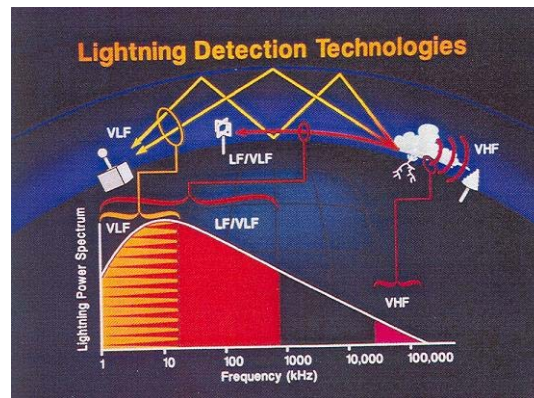 Lightning Detection Technologies
VLF
LF/VLF
VHF
VLF
LF/VLF
VHF
Lightning Power Spectrum
1
10
100
1000
10,000
100,000
Frequency (kHz)